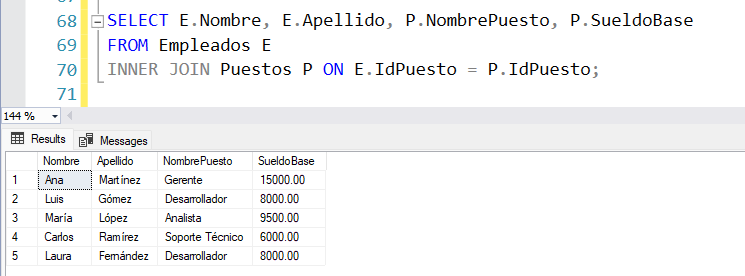 68 SELECT E.Nombre, E.Apellido, P.NombrePuesto, P.SueldoBase
69 FROM Empleados E
70 INNER JOIN Puestos P ON E.IdPuesto = P.IdPuesto;
71
144 %
Results Messages
Nombre Apellido NombrePuesto SueldoBase
1 Ana Martínez Gerente 15000.00
2 Luis Gómez Desarrollador 8000.00
3 María López Analista 9500.00
4 Carlos Ramírez Soporte Técnico 6000.00
5 Laura Fernández Desarrollador 8000.00